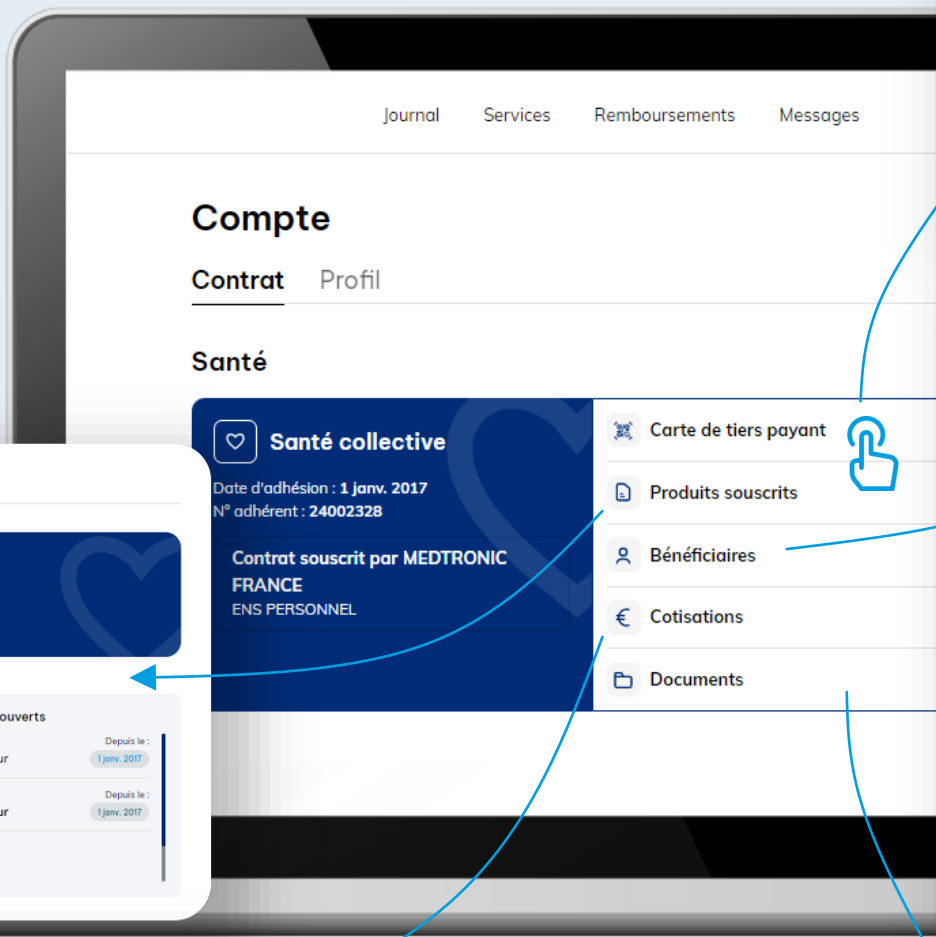 Journal Services Remboursements Messages
Compte
Contrat Profil
Santé
Santé collective
Date d'adhésion : 1 janv. 2017
N° adhérent : 24002328
Contrat souscrit par MEDTRONIC
FRANCE
ENS PERSONNEL
Carte de tiers payant
Produits souscrits
Bénéficiaires
Cotisations
Documents
ouverts
Depuis le :
ur 1 janv. 2017
Depuis le :
ur 1 janv. 2017